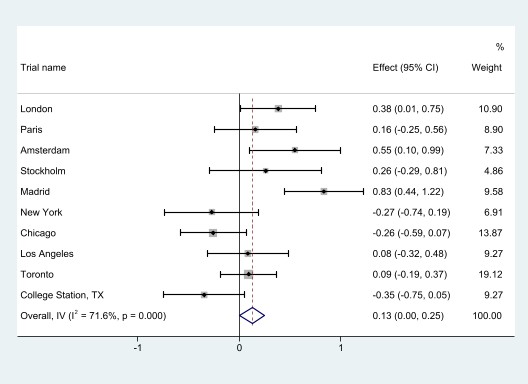 %
Trial name Effect (95% CI) Weight
London 0.38 (0.01, 0.75) 10.90
Paris 0.16 (-0.25, 0.56) 8.90
Amsterdam 0.55 (0.10, 0.99) 7.33
Stockholm 0.26 (-0.29, 0.81) 4.86
Madrid 0.83 (0.44, 1.22) 9.58
New York -0.27 (-0.74, 0.19) 6.91
Chicago -0.26 (-0.59, 0.07) 13.87
Los Angeles 0.08 (-0.32, 0.48) 9.27
Toronto 0.09 (-0.19, 0.37) 19.12
College Station, TX -0.35 (-0.75, 0.05) 9.27
Overall, IV (I² = 71.6%, p = 0.000) 0.13 (0.00, 0.25) 100.00
-1 0 1